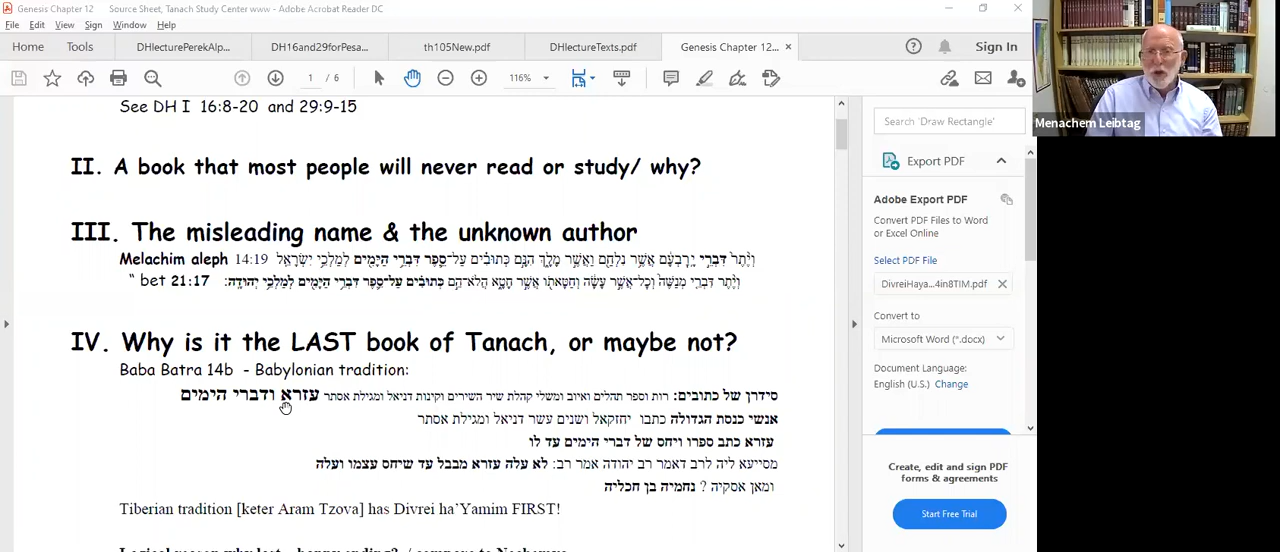 Genesis Chapter 12 Source Sheet, Tanach Study Center www - Adobe Acrobat Reader DC
File Edit View Sign Window Help
Home Tools DHlecturePerekAlp... DH16and29forPesa... th105New.pdf DHlectureTexts.pdf Genesis Chapter 12... × Sign In
1 / 6 116%
See DH I 16:8-20 and 29:9-15
II. A book that most people will never read or study/ why?
III. The misleading name & the unknown author
Melachim aleph 14:19 וְיֶ֙תֶר֙ דִּבְרֵ֣י יָרׇבְעָ֔ם אֲשֶׁ֥ר נִלְחַ֖ם וַאֲשֶׁ֣ר מָלָ֑ךְ הִנָּ֣ם כְּתוּבִ֗ים עַל־סֵ֛פֶר דִּבְרֵ֥י הַיָּמִ֖ים לְמַלְכֵ֥י יִשְׂרָאֵֽל
“ bet 21:17 וְיֶ֨תֶר דִּבְרֵ֤י מְנַשֶּׁה֙ וְכׇל־אֲשֶׁ֣ר עָשָׂ֔ה וְחַטָּאת֖וֹ אֲשֶׁ֣ר חָטָ֑א הֲלֹא־הֵ֣ם כְּתוּבִ֗ים עַל־סֵ֛פֶר דִּבְרֵ֥י הַיָּמִ֖ים לְמַלְכֵ֥י יְהוּדָֽה׃
IV. Why is it the LAST book of Tanach, or maybe not?
Baba Batra 14b - Babylonian tradition:
סידרן של כתובים: רות וספר תהלים ואיוב ומשלי קהלת שיר השירים וקינות דניאל ומגילת אסתר עזרא ודברי הימים
אנשי כנסת הגדולה כתבו יחזקאל ושנים עשר דניאל ומגילת אסתר
עזרא כתב ספרו ויחס של דברי הימים עד לו
מסייעא ליה לרב דאמר רב יהודה אמר רב: לא עלה עזרא מבבל עד שיחס עצמו ועלה
ומאן אסקיה ? נחמיה בן חכליה
Tiberian tradition [keter Aram Tzova] has Divrei ha'Yamim FIRST!
Search 'Draw Rectangle'
Export PDF
Adobe Export PDF
Convert PDF Files to Word
or Excel Online
Select PDF File
DivreiHaya...4in8TIM.pdf ×
Convert to
Microsoft Word (*.docx)
Document Language:
English (U.S.) Change
Create, edit and sign PDF
forms & agreements
Start Free Trial
Menachem Leibtag